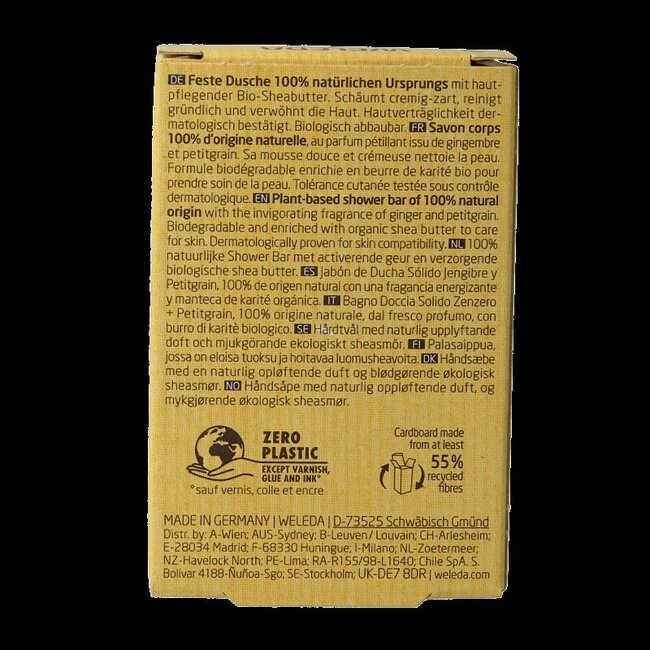 WELEDA
DE Feste Dusche 100% natürlichen Ursprungs mit haut-
pflegender Bio-Sheabutter. Schäumt cremig-zart, reinigt
gründlich und verwöhnt die Haut. Hautverträglichkeit der-
matologisch bestätigt. Biologisch abbaubar. FR Savon corps
100% d'origine naturelle, au parfum pétillant issu de gingembre
et petitgrain. Sa mousse douce et crémeuse nettoie la peau.
Formule biodégradable enrichie en beurre de karité bio pour
prendre soin de la peau. Tolérance cutanée testée sous contrôle
dermatologique. EN Plant-based shower bar of 100% natural
origin with the invigorating fragrance of ginger and petitgrain.
Biodegradable and enriched with organic shea butter to care
for skin. Dermatologically proven for skin compatibility. NL 100%
natuurlijke Shower Bar met activerende geur en verzorgende
biologische shea butter. ES Jabón de Ducha Sólido Jengibre y
Petitgrain, 100% de origen natural con una fragancia energizante
y manteca de karité orgánica. IT Bagno Doccia Solido Zenzero
+ Petitgrain, 100% origine naturale, dal fresco profumo, con
burro di karitè biologico. SE Hårdtvål med naturlig upplyftande
doft och mjukgörande ekologiskt sheasmör. FI Palasaippua,
jossa on eloisa tuoksu ja hoitavaa luomusheavoita. DK Håndsæbe
med en naturlig opløftende duft og blødgørende økologisk
sheasmør. NO Håndsåpe med naturlig oppløftende duft, og
mykgjørende økologisk sheasmør.
ZERO
PLASTIC
EXCEPT VARNISH,
GLUE AND INK°
°sauf vernis, colle et encre
Cardboard made
from at least
55%
recycled
fibres
MADE IN GERMANY | WELEDA | D-73525 Schwäbisch Gmünd
Distr. by: A-Wien; AUS-Sydney; B-Leuven/ Louvain; CH-Arlesheim;
E-28034 Madrid; F-68330 Huningue; I-Milano; NL-Zoetermeer;
NZ-Havelock North; PE-Lima; RA-R155/98-L1640; Chile SpA S.
Bolivar 4188-Ñuñoa-Sgo; SE-Stockholm; UK-DE7 8DR | weleda.com